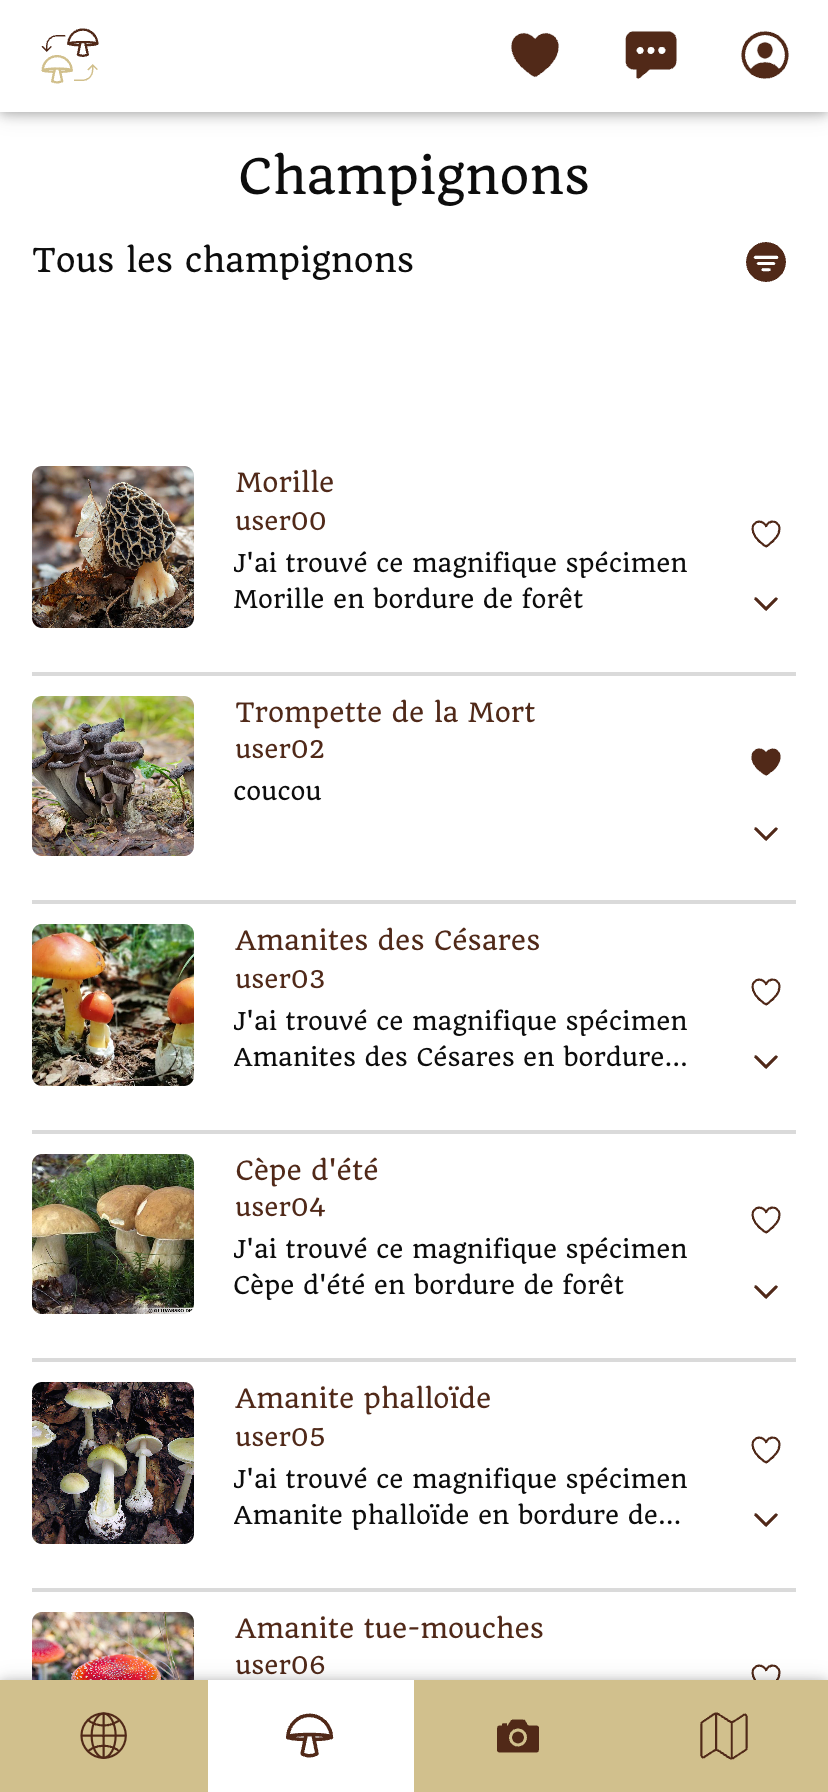 Champignons
Tous les champignons
Morille
user00
J'ai trouvé ce magnifique spécimen
Morille en bordure de forêt
Trompette de la Mort
user02
coucou
Amanites des Césares
user03
J'ai trouvé ce magnifique spécimen
Amanites des Césares en bordure...
Cèpe d'été
user04
J'ai trouvé ce magnifique spécimen
Cèpe d'été en bordure de forêt
Amanite phalloïde
user05
J'ai trouvé ce magnifique spécimen
Amanite phalloïde en bordure de...
Amanite tue-mouches
user06